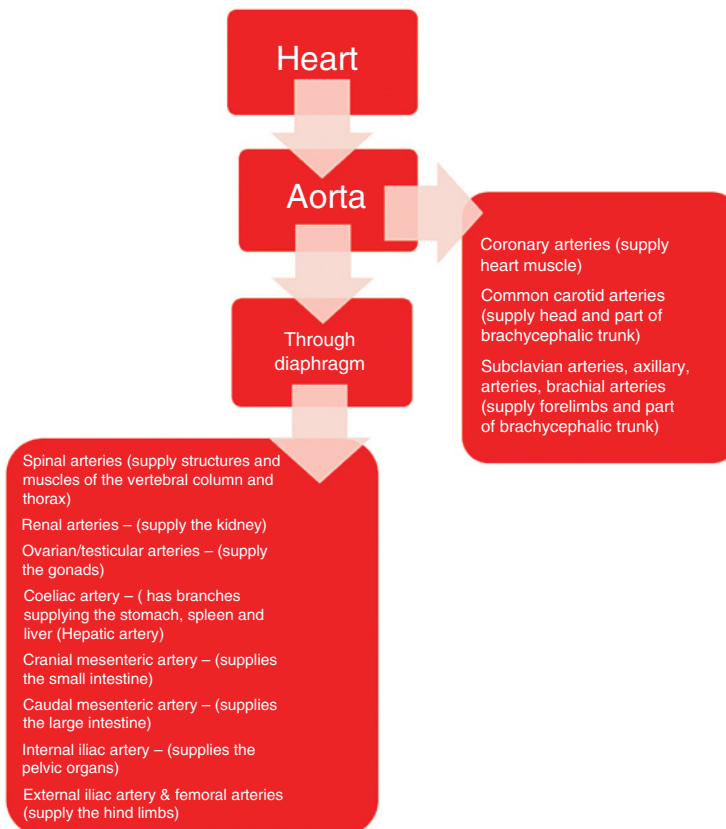 Heart
Aorta
Coronary arteries (supply
heart muscle)
Common carotid arteries
(supply head and part of
brachycephalic trunk)
Subclavian arteries, axillary,
arteries, brachial arteries
(supply forelimbs and part
of brachycephalic trunk)
Through
diaphragm
Spinal arteries (supply structures and
muscles of the vertebral column and
thorax)
Renal arteries – (supply the kidney)
Ovarian/testicular arteries – (supply
the gonads)
Coeliac artery – ( has branches
supplying the stomach, spleen and
liver (Hepatic artery)
Cranial mesenteric artery – (supplies
the small intestine)
Caudal mesenteric artery – (supplies
the large intestine)
Internal iliac artery – (supplies the
pelvic organs)
External iliac artery & femoral arteries
(supply the hind limbs)